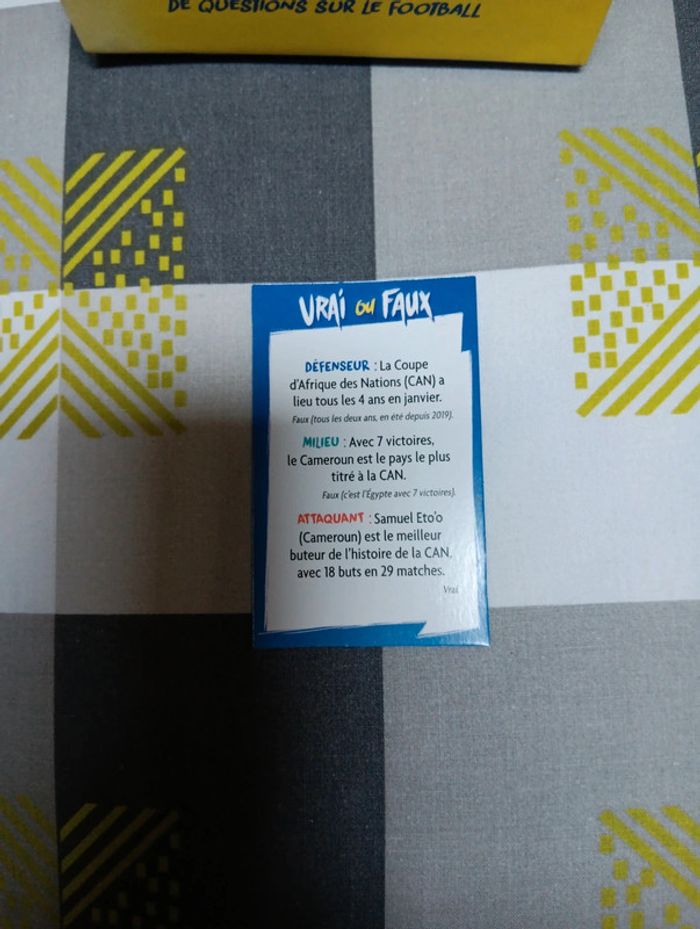 DE QUESTIONS SUR LE FOOTBALL
VRAI OU FAUX
DÉFENSEUR : La Coupe
d'Afrique des Nations (CAN) a
lieu tous les 4 ans en janvier.
Faux (tous les deux ans, en été depuis 2019).
MILIEU : Avec 7 victoires,
le Cameroun est le pays le plus
titré à la CAN.
Faux (c'est l'Égypte avec 7 victoires).
ATTAQUANT : Samuel Eto'o
(Cameroun) est le meilleur
buteur de l'histoire de la CAN,
avec 18 buts en 29 matches.
Vrai.